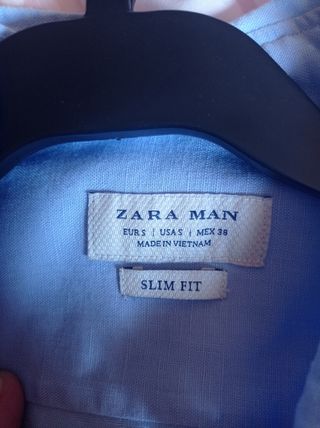 ZARA MAN
EUR S | USA S | MEX 38
MADE IN VIETNAM
SLIM FIT